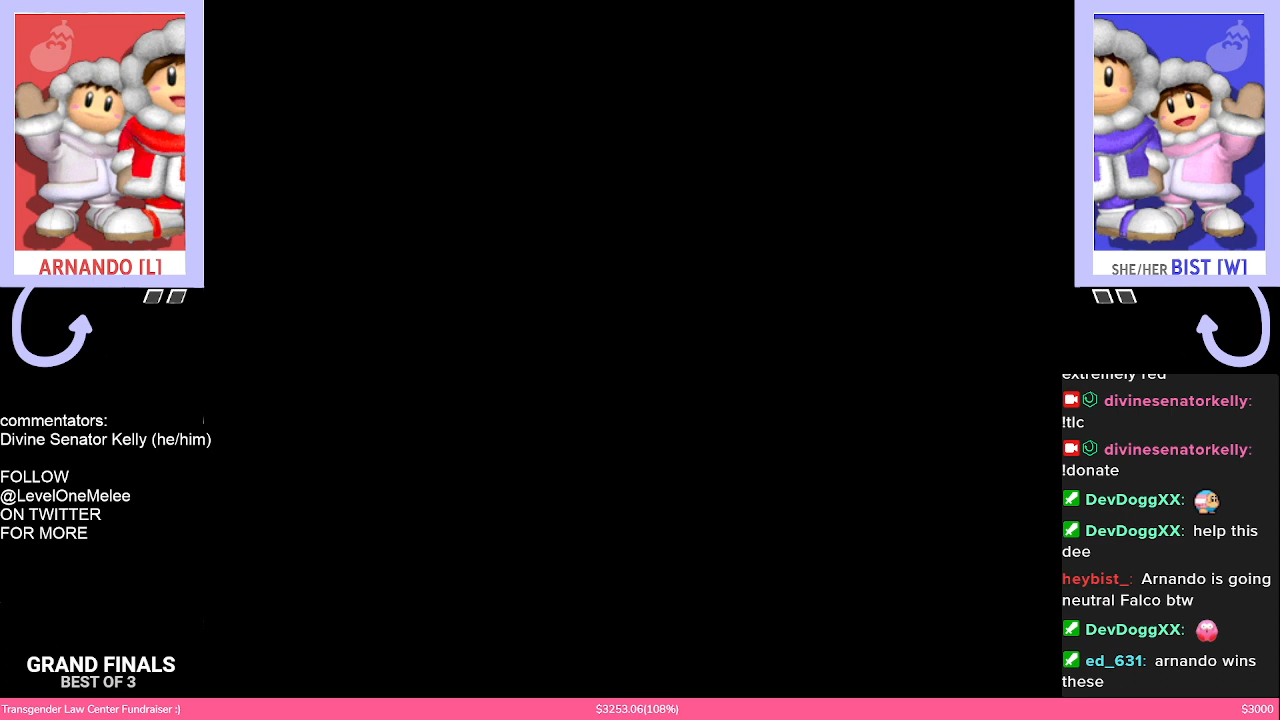 ARNANDO [L]
SHE/HER BIST [W]
commentators:
Divine Senator Kelly (he/him)
FOLLOW
@LevelOneMelee
ON TWITTER
FOR MORE
GRAND FINALS
BEST OF 3
extremely red
divinesenatorkelly:
!tlc
divinesenatorkelly:
!donate
DevDoggXX:
DevDoggXX: help this
dee
heybist_: Arnando is going
neutral Falco btw
DevDoggXX:
ed_631: arnando wins
these
Transgender Law Center Fundraiser :)
$3253.06(108%)
$3000